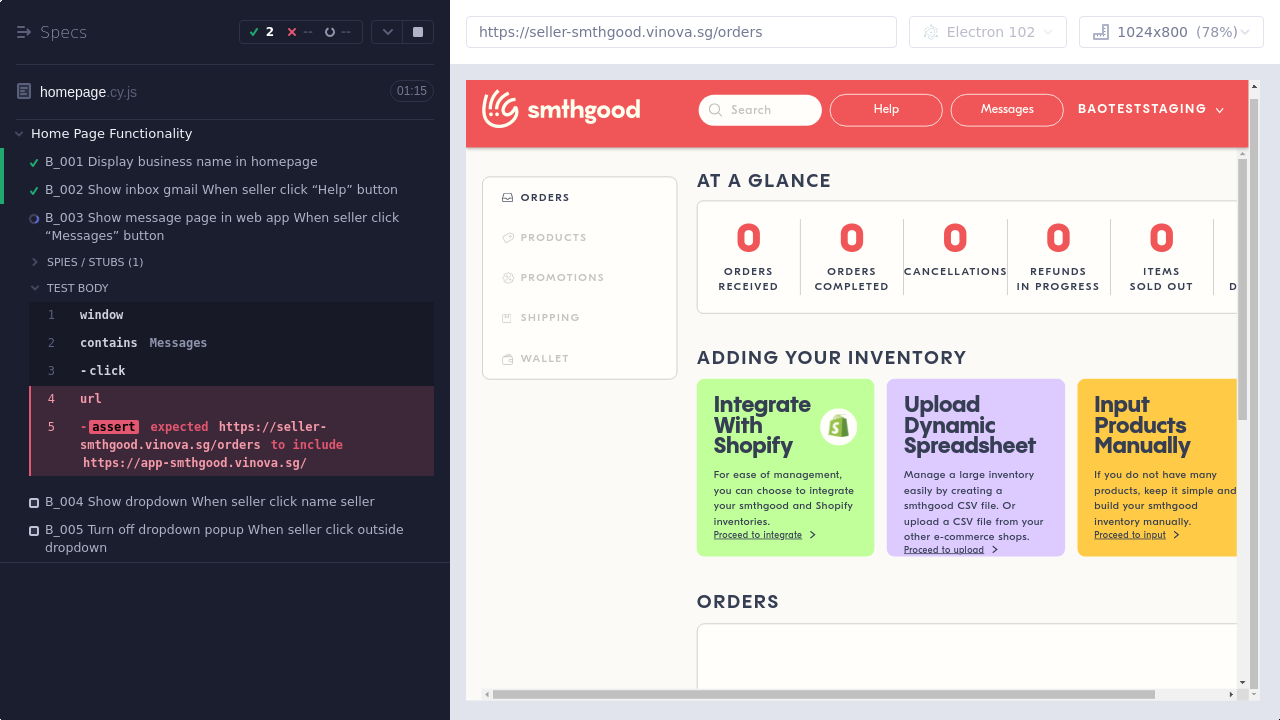 Specs
2
--
--
homepage.cy.js
01:15
Home Page Functionality
B_001 Display business name in homepage
B_002 Show inbox gmail When seller click “Help” button
B_003 Show message page in web app When seller click
“Messages” button
SPIES / STUBS (1)
TEST BODY
1 window
2 contains Messages
3 -click
4 url
5 -assert expected https://seller-
smthgood.vinova.sg/orders to include
https://app-smthgood.vinova.sg/
B_004 Show dropdown When seller click name seller
B_005 Turn off dropdown popup When seller click outside
dropdown
https://seller-smthgood.vinova.sg/orders
Electron 102
1024x800 (78%)
smthgood
Search
Help
Messages
BAOTESTSTAGING
ORDERS
PRODUCTS
PROMOTIONS
SHIPPING
WALLET
AT A GLANCE
0
ORDERS
RECEIVED
0
ORDERS
COMPLETED
0
CANCELLATIONS
0
REFUNDS
IN PROGRESS
0
ITEMS
SOLD OUT
D
ADDING YOUR INVENTORY
Integrate
With
Shopify
For ease of management,
you can choose to integrate
your smthgood and Shopify
inventories.
Proceed to integrate
Upload
Dynamic
Spreadsheet
Manage a large inventory
easily by creating a
smthgood CSV file. Or
upload a CSV file from your
other e-commerce shops.
Proceed to upload
Input
Products
Manually
If you do not have many
products, keep it simple and
build your smthgood
inventory manually.
Proceed to input
ORDERS